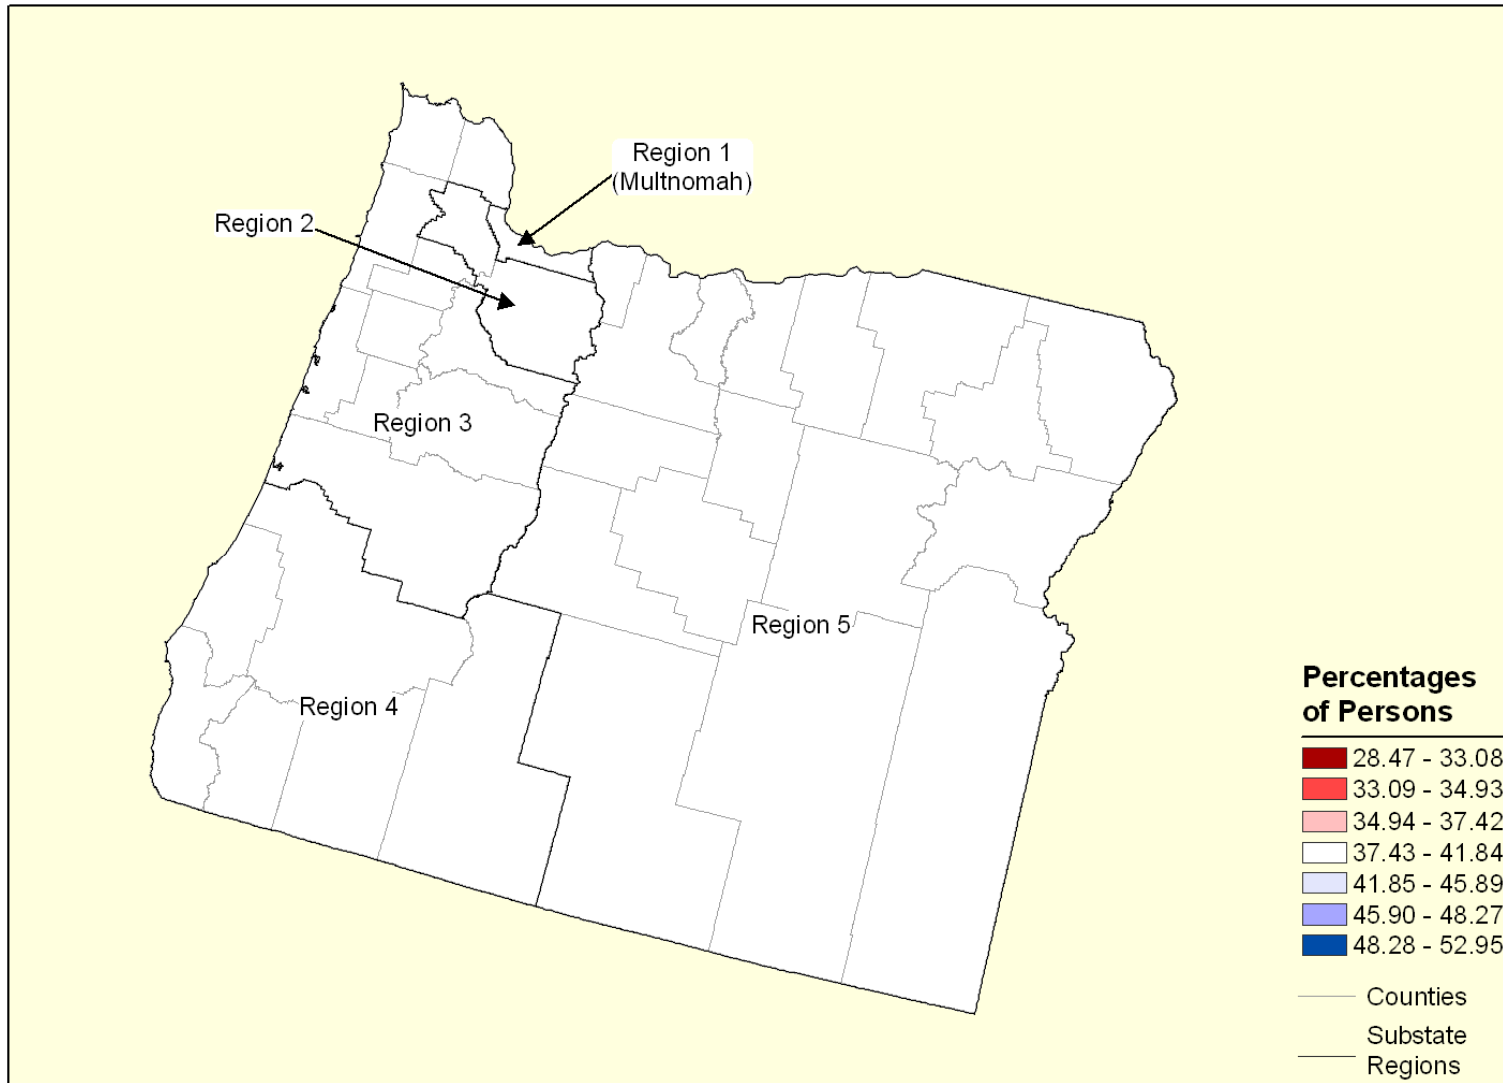 Region 1
(Multnomah)
Region 2
Region 3
Region 5
Region 4
Percentages
of Persons
28.47 - 33.08
33.09 - 34.93
34.94 - 37.42
37.43 - 41.84
41.85 - 45.89
45.90 - 48.27
48.28 - 52.95
Counties
Substate
Regions